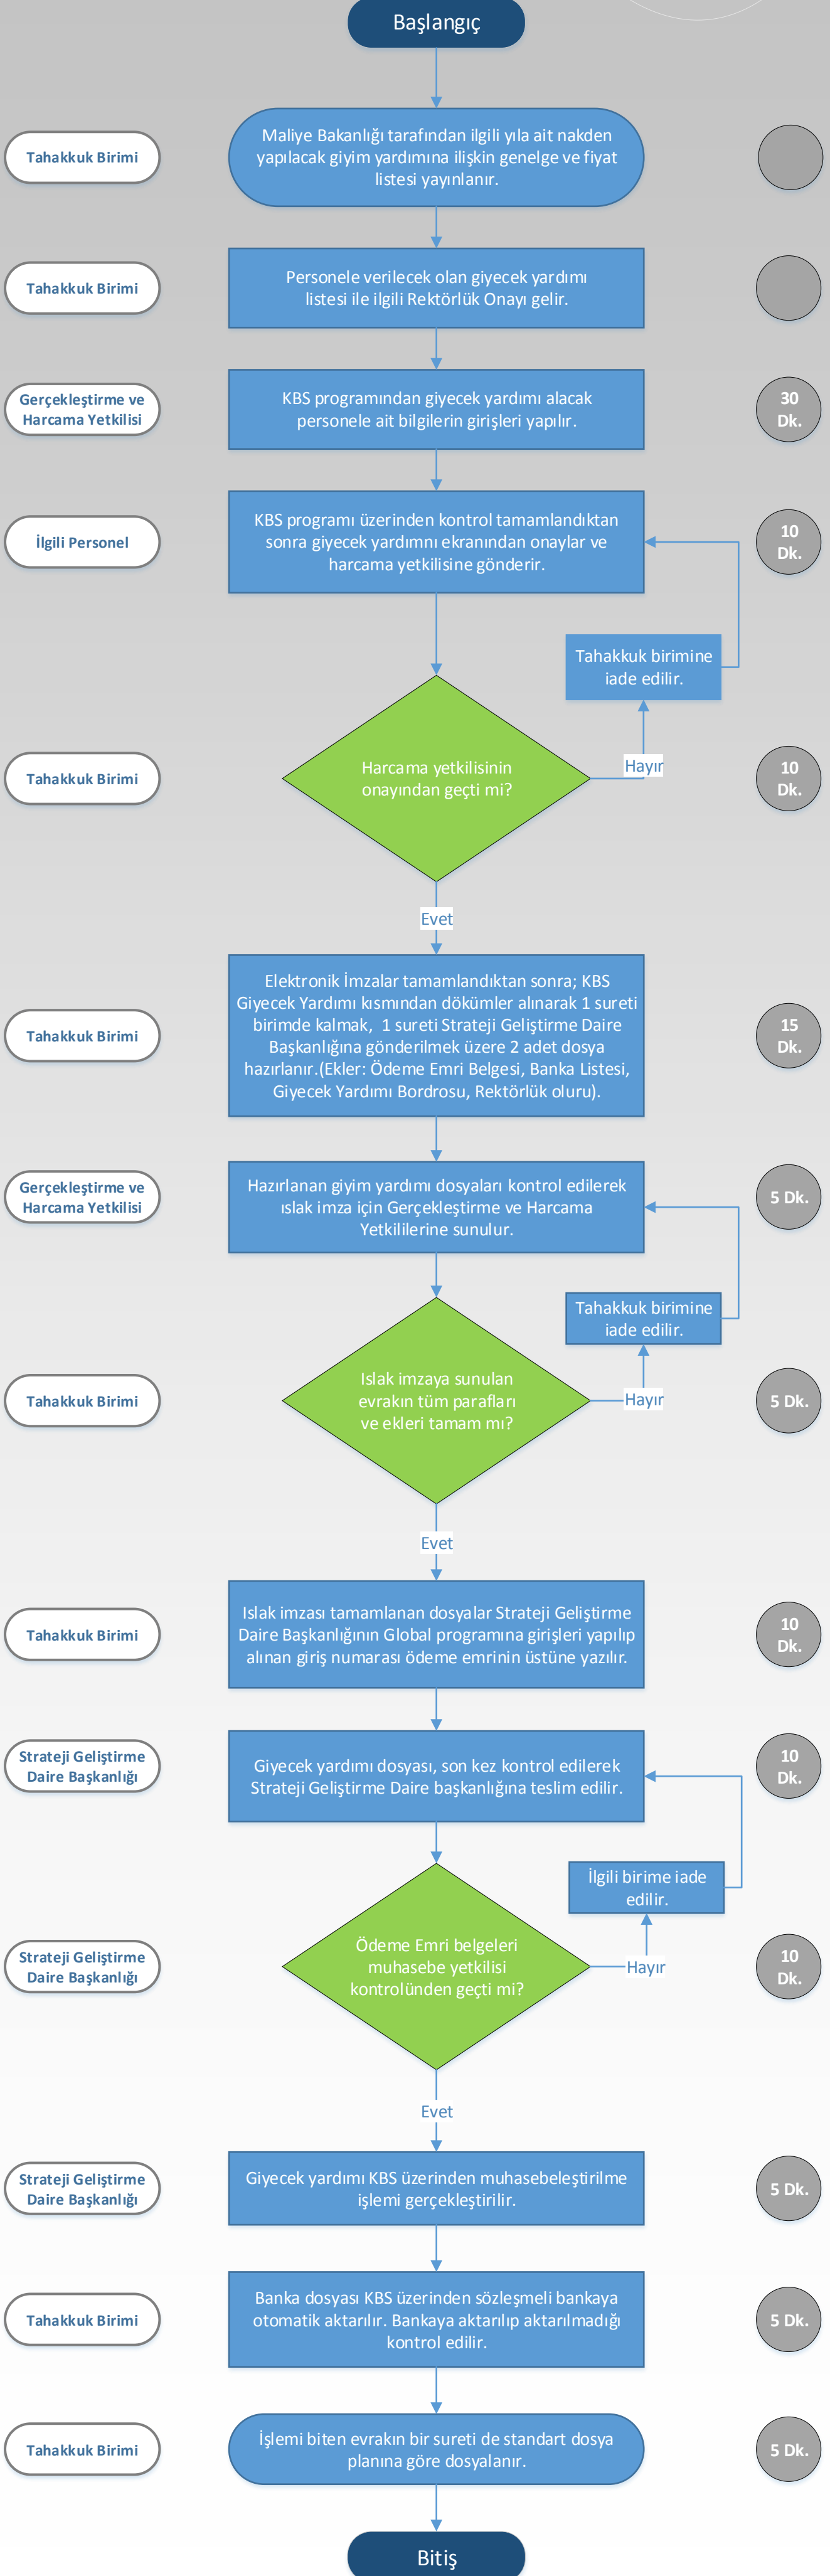 Başlangıç
Tahakkuk Birimi
Maliye Bakanlığı tarafından ilgili yıla ait nakden
yapılacak giyim yardımına ilişkin genelge ve fiyat
listesi yayınlanır.
Tahakkuk Birimi
Personele verilecek olan giyecek yardımı
listesi ile ilgili Rektörlük Onayı gelir.
Gerçekleştirme ve
Harcama Yetkilisi
KBS programından giyecek yardımı alacak
personele ait bilgilerin girişleri yapılır.
30
Dk.
İlgili Personel
KBS programı üzerinden kontrol tamamlandıktan
sonra giyecek yardımnı ekranından onaylar ve
harcama yetkilisine gönderir.
10
Dk.
Tahakkuk birimine
iade edilir.
Tahakkuk Birimi
Harcama yetkilisinin
onayından geçti mi?
Hayır
10
Dk.
Evet
Tahakkuk Birimi
Elektronik İmzalar tamamlandıktan sonra; KBS
Giyecek Yardımı kısmından dökümler alınarak 1 sureti
birimde kalmak,  1 sureti Strateji Geliştirme Daire
Başkanlığına gönderilmek üzere 2 adet dosya
hazırlanır.(Ekler: Ödeme Emri Belgesi, Banka Listesi,
Giyecek Yardımı Bordrosu, Rektörlük oluru).
15
Dk.
Gerçekleştirme ve
Harcama Yetkilisi
Hazırlanan giyim yardımı dosyaları kontrol edilerek
ıslak imza için Gerçekleştirme ve Harcama
Yetkililerine sunulur.
5 Dk.
Tahakkuk birimine
iade edilir.
Tahakkuk Birimi
Islak imzaya sunulan
evrakın tüm parafları
ve ekleri tamam mı?
Hayır
5 Dk.
Evet
Tahakkuk Birimi
Islak imzası tamamlanan dosyalar Strateji Geliştirme
Daire Başkanlığının Global programına girişleri yapılıp
alınan giriş numarası ödeme emrinin üstüne yazılır.
10
Dk.
Strateji Geliştirme
Daire Başkanlığı
Giyecek yardımı dosyası, son kez kontrol edilerek
Strateji Geliştirme Daire başkanlığına teslim edilir.
10
Dk.
İlgili birime iade
edilir.
Strateji Geliştirme
Daire Başkanlığı
Ödeme Emri belgeleri
muhasebe yetkilisi
kontrolünden geçti mi?
Hayır
10
Dk.
Evet
Strateji Geliştirme
Daire Başkanlığı
Giyecek yardımı KBS üzerinden muhasebeleştirilme
işlemi gerçekleştirilir.
5 Dk.
Tahakkuk Birimi
Banka dosyası KBS üzerinden sözleşmeli bankaya
otomatik aktarılır. Bankaya aktarılıp aktarılmadığı
kontrol edilir.
5 Dk.
Tahakkuk Birimi
İşlemi biten evrakın bir sureti de standart dosya
planına göre dosyalanır.
5 Dk.
Bitiş